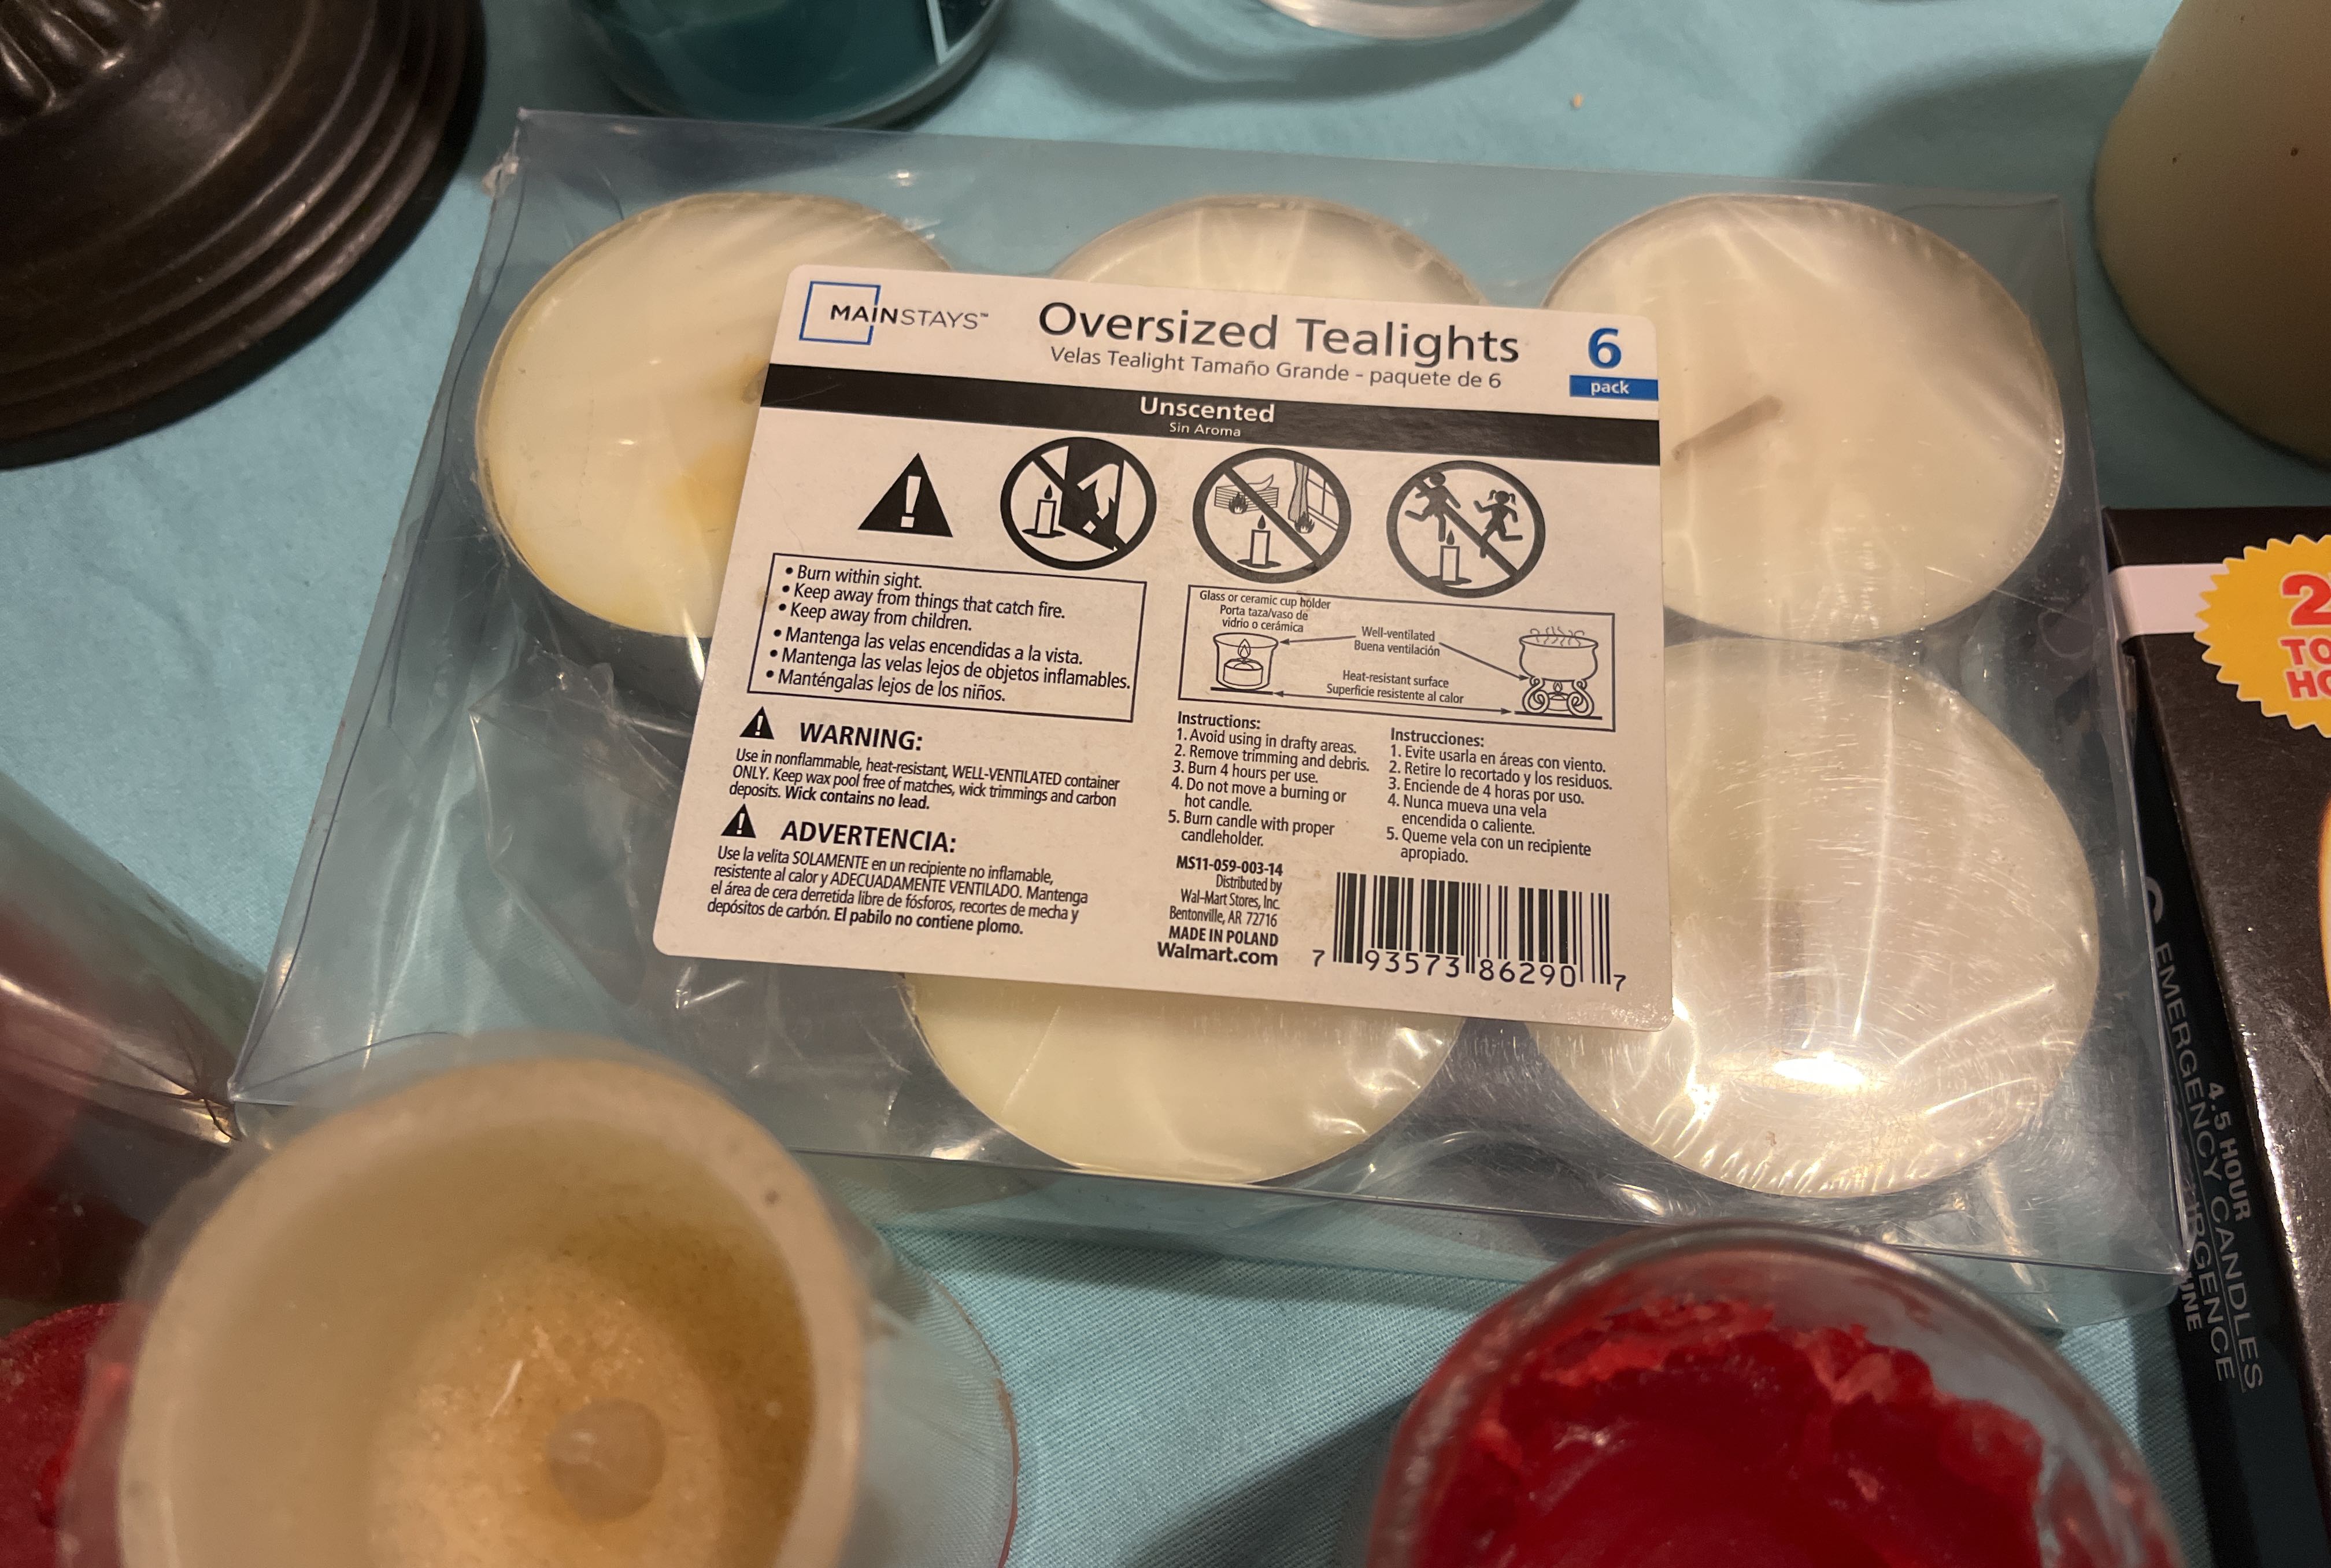 MAINSTAYS™
Oversized Tealights
Velas Tealight Tamaño Grande - paquete de 6
6
pack
Unscented
Sin Aroma
• Burn within sight.
• Keep away from things that catch fire.
• Keep away from children.
• Mantenga las velas encendidas a la vista.
• Mantenga las velas lejos de objetos inflamables.
• Manténgalas lejos de los niños.
WARNING:
Use in nonflammable, heat-resistant, WELL-VENTILATED container
ONLY. Keep wax pool free of matches, wick trimmings and carbon
deposits. Wick contains no lead.
ADVERTENCIA:
Use la velita SOLAMENTE en un recipiente no inflamable,
resistente al calor y ADECUADAMENTE VENTILADO. Mantenga
el área de cera derretida libre de fósforos, recortes de mecha y
depósitos de carbón. El pabilo no contiene plomo.
Glass or ceramic cup holder
Porta taza/vaso de
vidrio o cerámica
Well-ventilated
Buena ventilación
Heat-resistant surface
Superficie resistente al calor
Instructions:
1. Avoid using in drafty areas.
2. Remove trimming and debris.
3. Burn 4 hours per use.
4. Do not move a burning or
hot candle.
5. Burn candle with proper
candleholder.
Instrucciones:
1. Evite usarla en áreas con viento.
2. Retire lo recortado y los residuos.
3. Enciende de 4 horas por uso.
4. Nunca mueva una vela
encendida o caliente.
5. Queme vela con un recipiente
apropiado.
MS11-059-003-14
Distributed by
Wal-Mart Stores, Inc.
Bentonville, AR 72716
MADE IN POLAND
Walmart.com
7 93573 86290 7
4.5 HOUR
EMERGENCY CANDLES